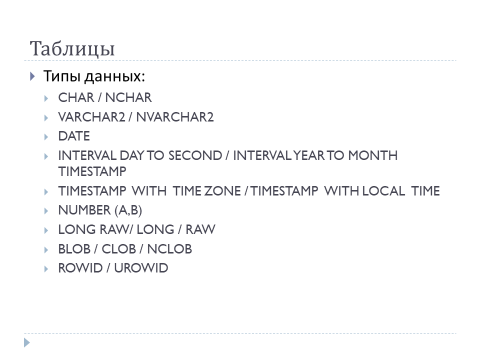 Таблицы
Типы данных:
CHAR / NCHAR
VARCHAR2 / NVARCHAR2
DATE
INTERVAL DAY TO SECOND / INTERVAL YEAR TO MONTH
TIMESTAMP
TIMESTAMP WITH TIME ZONE / TIMESTAMP WITH LOCAL TIME
NUMBER (A,B)
LONG RAW/ LONG / RAW
BLOB / CLOB / NCLOB
ROWID / UROWID